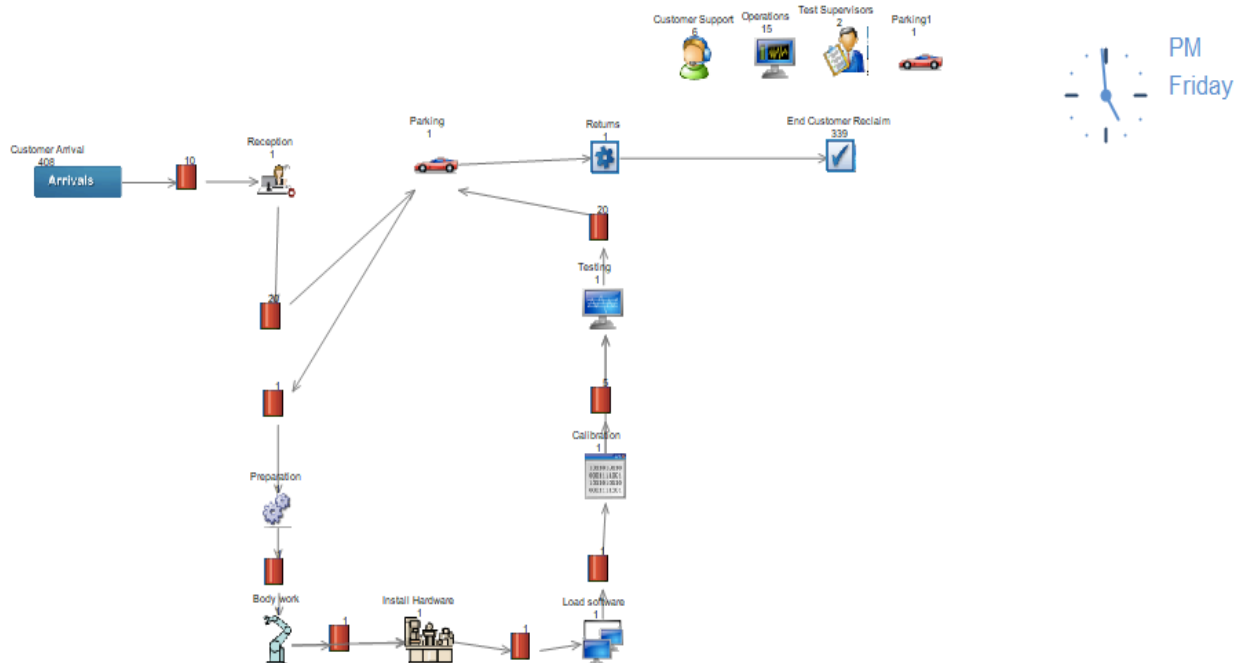 Customer Support
6
Operations
15
Test Supervisors
2
Parking1
1
PM
Friday
Customer Arrival
408
Arrivals
10
Reception
1
Parking
1
Returns
1
End Customer Reclaim
339
20
20
Testing
1
1
5
Calibration
1
Preparation
1
Body work
1
Install Hardware
1
1
Load software
1